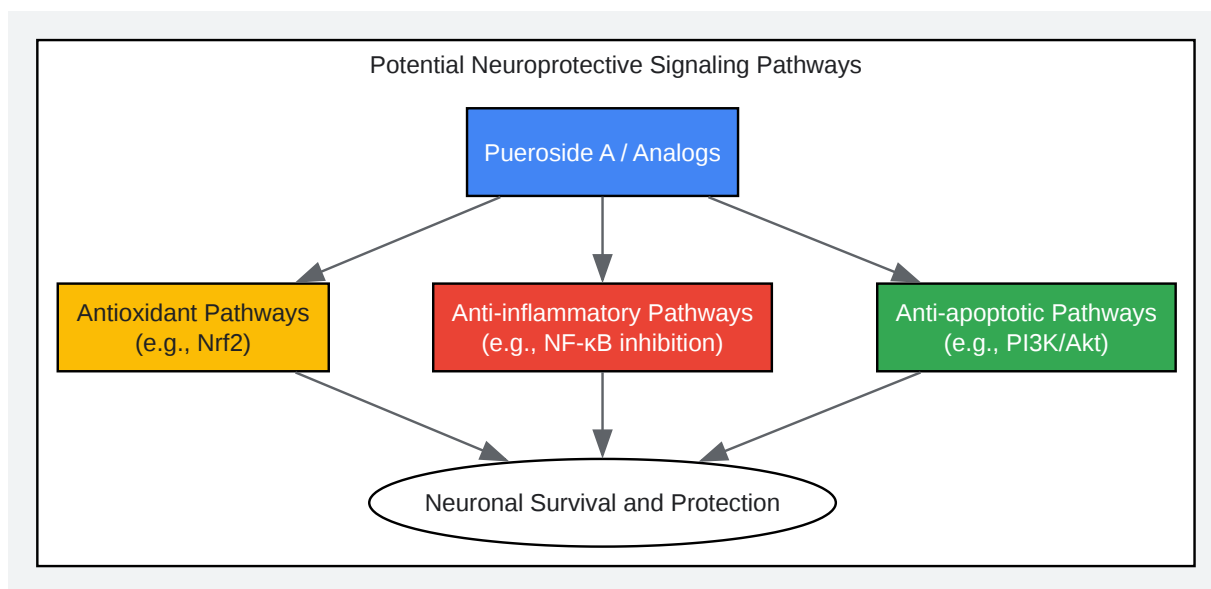 Potential Neuroprotective Signaling Pathways
Pueroside A / Analogs
Antioxidant Pathways
(e.g., Nrf2)
Anti-inflammatory Pathways
(e.g., NF-κB inhibition)
Anti-apoptotic Pathways
(e.g., PI3K/Akt)
Neuronal Survival and Protection